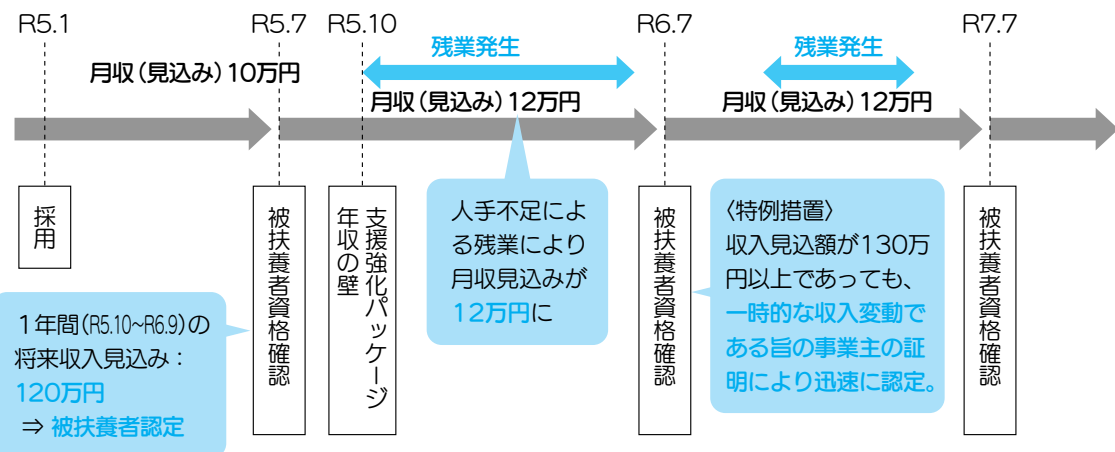 R5.1
R5.7
R5.10
R6.7
R7.7
残業発生
残業発生
月収（見込み）10万円
月収（見込み）12万円
月収（見込み）12万円
採用
被扶養者資格確認
年収の壁
支援強化パッケージ
人手不足によ
る残業により
月収見込みが
12万円に
被扶養者資格確認
〈特例措置〉
収入見込額が130万
円以上であっても、
一時的な収入変動で
ある旨の事業主の証
明により迅速に認定。
被扶養者資格確認
１年間(R5.10~R6.9)の
将来収入見込み：
120万円
⇒ 被扶養者認定